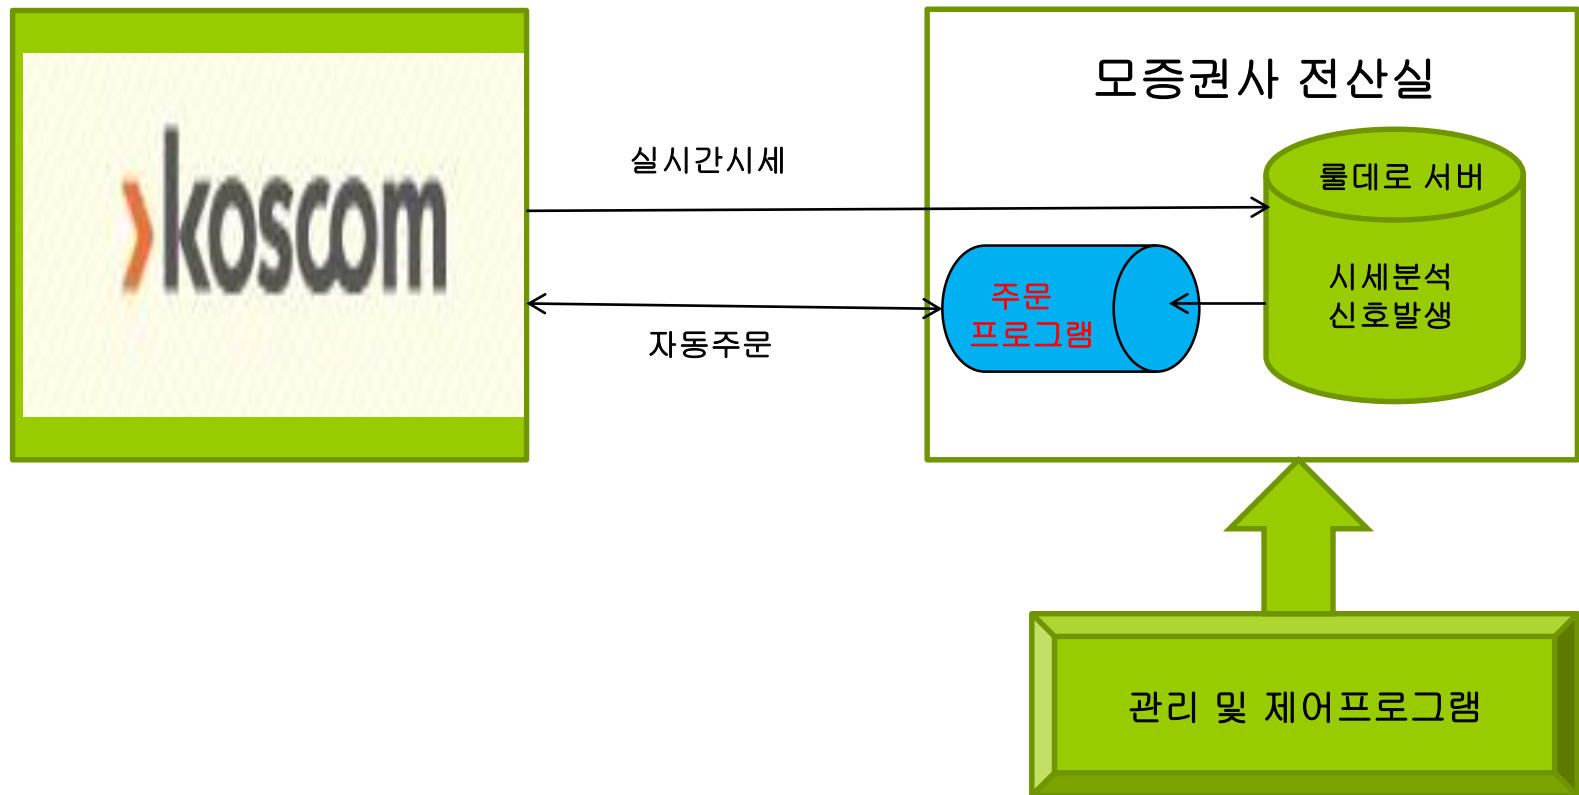 koscom
실시간시세
자동주문
모증권사 전산실
룰데로 서버
시세분석
신호발생
주문
프로그램
관리 및 제어프로그램